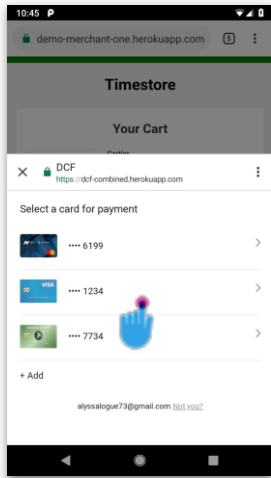 10:45
demo-merchant-one.herokuapp.com
5
Timestore
Your Cart
Cartier
DCF
https://dcf-combined.herokuapp.com
Select a card for payment
•••• 6199
VISA
•••• 1234
•••• 7734
+ Add
alyssalogue73@gmail.com Not you?